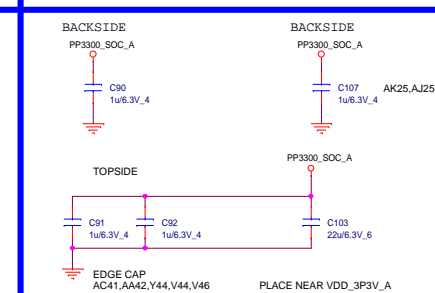 BACKSIDE
PP3300_SOC_A
C90
1u/6.3V_4
BACKSIDE
PP3300_SOC_A
C107
1u/6.3V_4
AK25,AJ25
TOPSIDE
PP3300_SOC_A
C91
1u/6.3V_4
C92
1u/6.3V_4
C103
22u/6.3V_6
EDGE CAP
AC41,AA42,Y44,V44,V46
PLACE NEAR VDD_3P3V_A